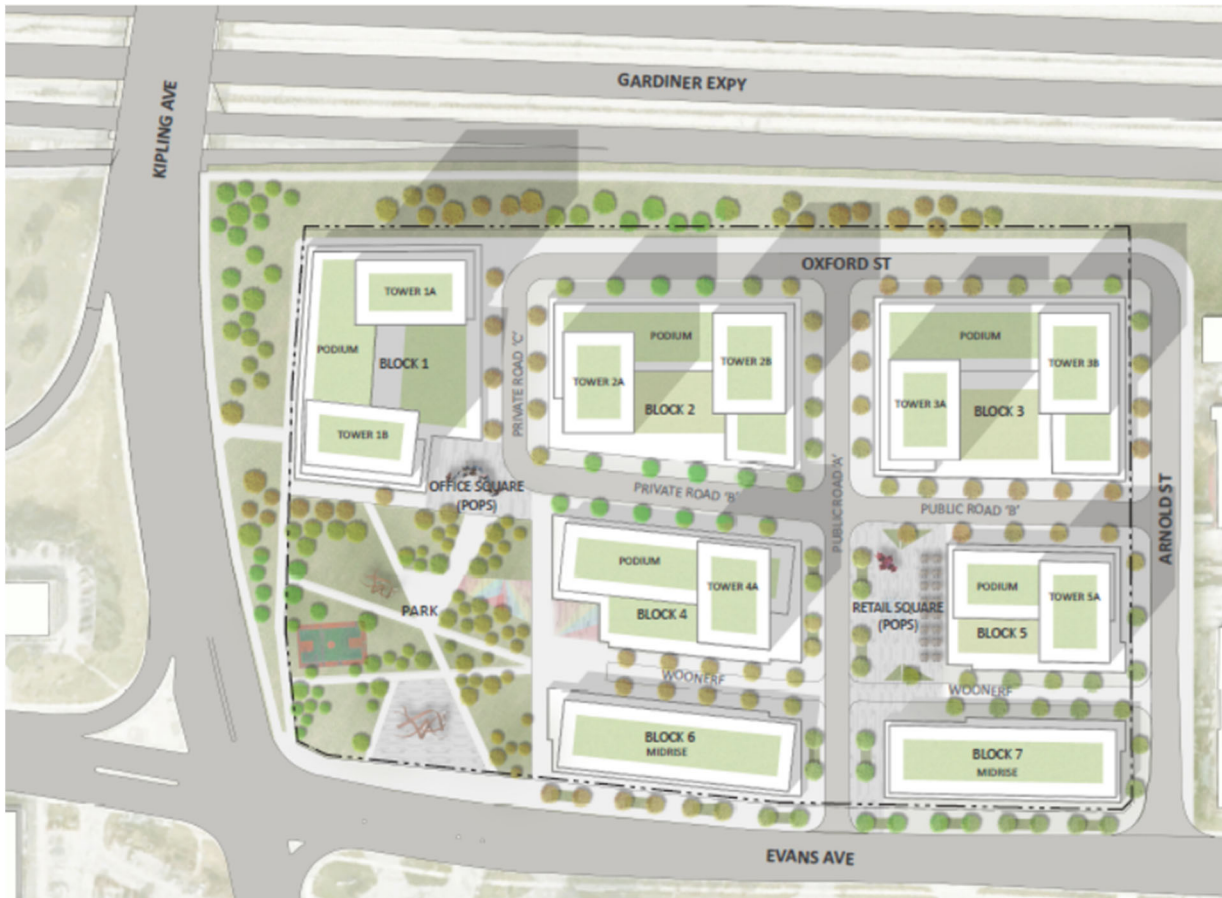 GARDINER EXPY
KIPLING AVE
OXFORD ST
TOWER 1A
PODIUM
BLOCK 1
TOWER 1B
PRIVATE ROAD 'C'
PODIUM
TOWER 2A
TOWER 2B
BLOCK 2
PODIUM
TOWER 3A
TOWER 3B
BLOCK 3
OFFICE SQUARE
(POPS)
PRIVATE ROAD 'B'
PUBLIC ROAD 'A'
PUBLIC ROAD 'B'
ARNOLD ST
PODIUM
TOWER 4A
BLOCK 4
PARK
RETAIL SQUARE
(POPS)
PODIUM
TOWER 5A
BLOCK 5
WOONERF
WOONERF
BLOCK 6
MIDRISE
BLOCK 7
MIDRISE
EVANS AVE